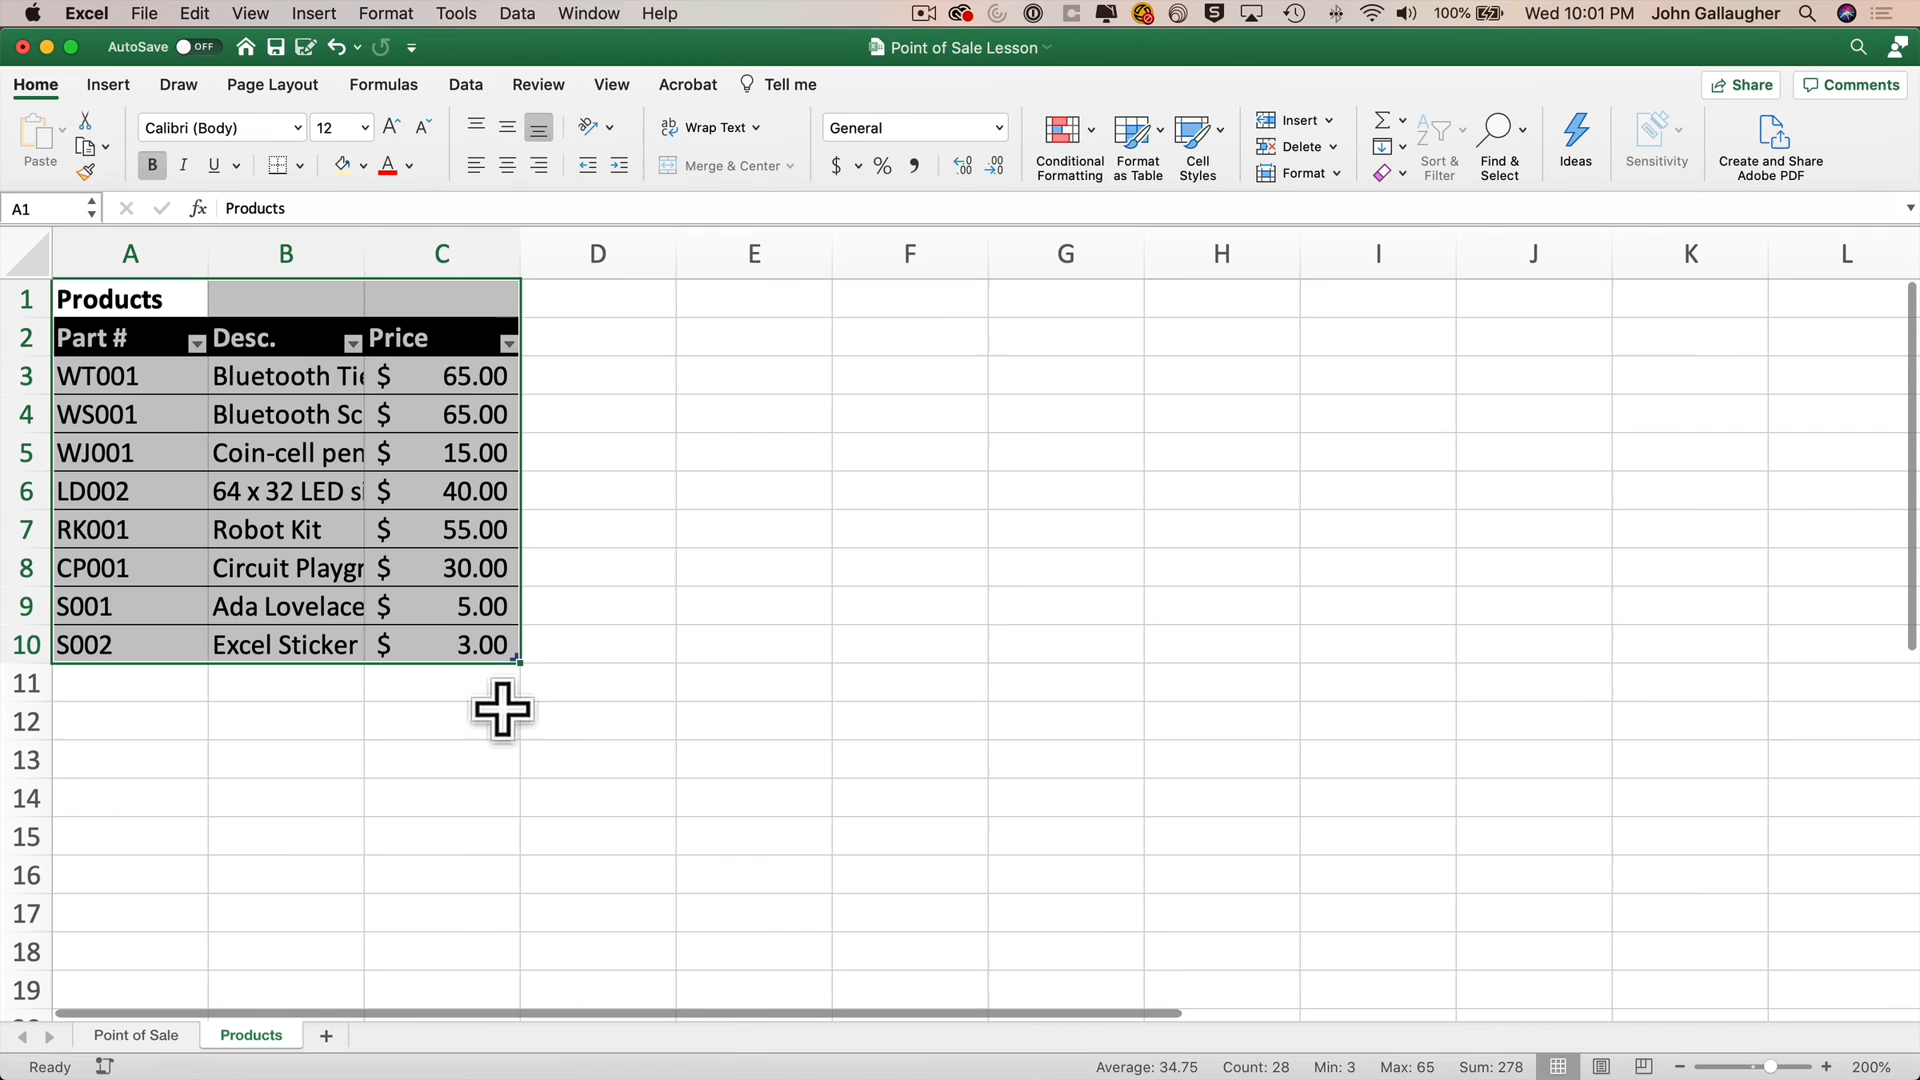 Excel File Edit View Insert Format Tools Data Window Help 100% Wed 10:01 PM John Gallaugher
AutoSave OFF Point of Sale Lesson
Home Insert Draw Page Layout Formulas Data Review View Acrobat Tell me Share Comments
Paste Calibri (Body) 12 A A Wrap Text General Conditional Formatting Format as Table Cell Styles Insert Sort & Filter Find & Select Ideas Sensitivity Create and Share Adobe PDF
B I U A Merge & Center $ % , Delete
Format
A1 fx Products
A B C D E F G H I J K L
1 Products
2 Part # Desc. Price
3 WT001 Bluetooth Tie $ 65.00
4 WS001 Bluetooth Sc $ 65.00
5 WJ001 Coin-cell pen $ 15.00
6 LD002 64 x 32 LED si $ 40.00
7 RK001 Robot Kit $ 55.00
8 CP001 Circuit Playgr $ 30.00
9 S001 Ada Lovelace $ 5.00
10 S002 Excel Sticker $ 3.00
11
12
13
14
15
16
17
18
19
Point of Sale Products +
Ready Average: 34.75 Count: 28 Min: 3 Max: 65 Sum: 278 − + 200%